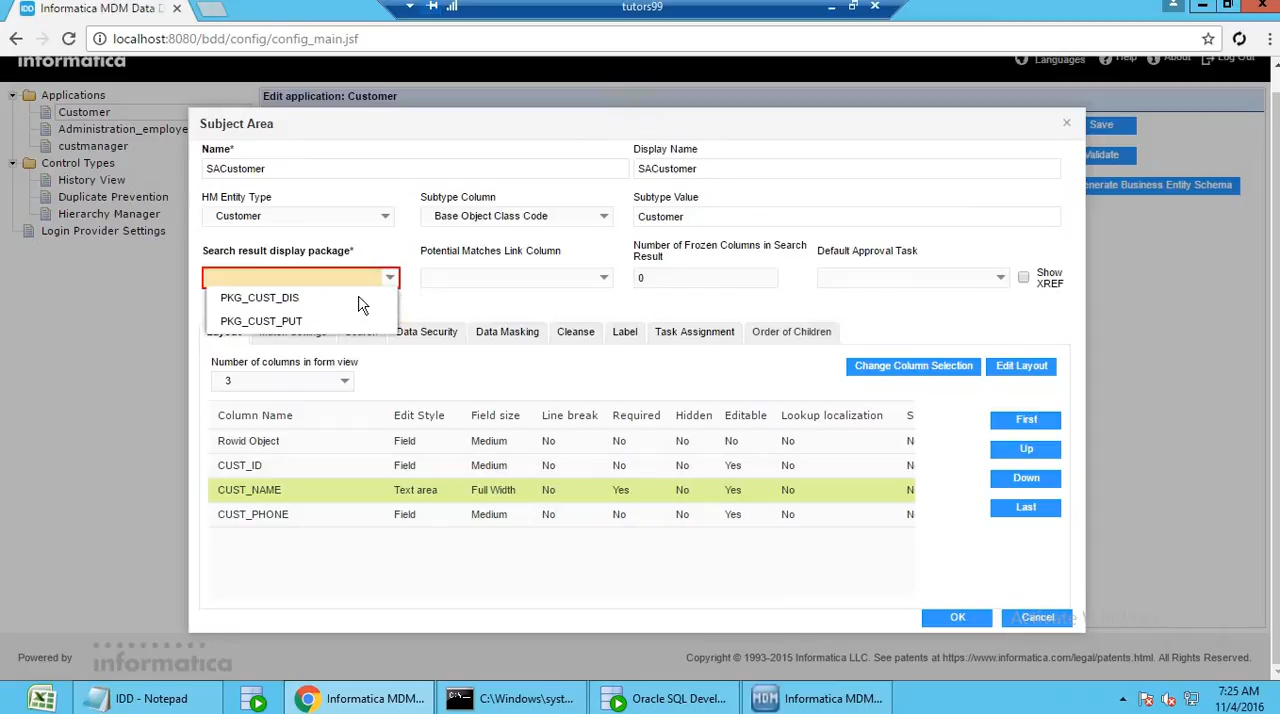 Informatica MDM Data D
tutors99
localhost:8080/bdd/config/config_main.jsf
informatica
Languages
Help
About
Log Out
Applications
Customer
Administration_employe
custmanager
Control Types
History View
Duplicate Prevention
Hierarchy Manager
Login Provider Settings
Edit application: Customer
Save
Validate
enerate Business Entity Schema
Subject Area
×
Name*
Display Name
SACustomer
SACustomer
HM Entity Type
Subtype Column
Subtype Value
Customer
Base Object Class Code
Customer
Search result display package*
Potential Matches Link Column
Number of Frozen Columns in Search Result
Default Approval Task
0
Show XREF
PKG_CUST_DIS
PKG_CUST_PUT
Data Security
Data Masking
Cleanse
Label
Task Assignment
Order of Children
Number of columns in form view
3
Change Column Selection
Edit Layout
Column Name Edit Style Field size Line break Required Hidden Editable Lookup localization S
Rowid Object Field Medium No No No No No N
CUST_ID Field Medium No No No Yes No N
CUST_NAME Text area Full Width No Yes No Yes No N
CUST_PHONE Field Medium No No No Yes No N
First
Up
Down
Last
OK
Cancel
Powered by
informatica
Copyright © 1993-2015 Informatica LLC. See patents at https://www.informatica.com/legal/patents.html. All Rights Reserved.
IDD - Notepad
Informatica MDM...
C:\Windows\syst...
Oracle SQL Devel...
MDM
Informatica MDM...
7:25 AM
11/4/2016